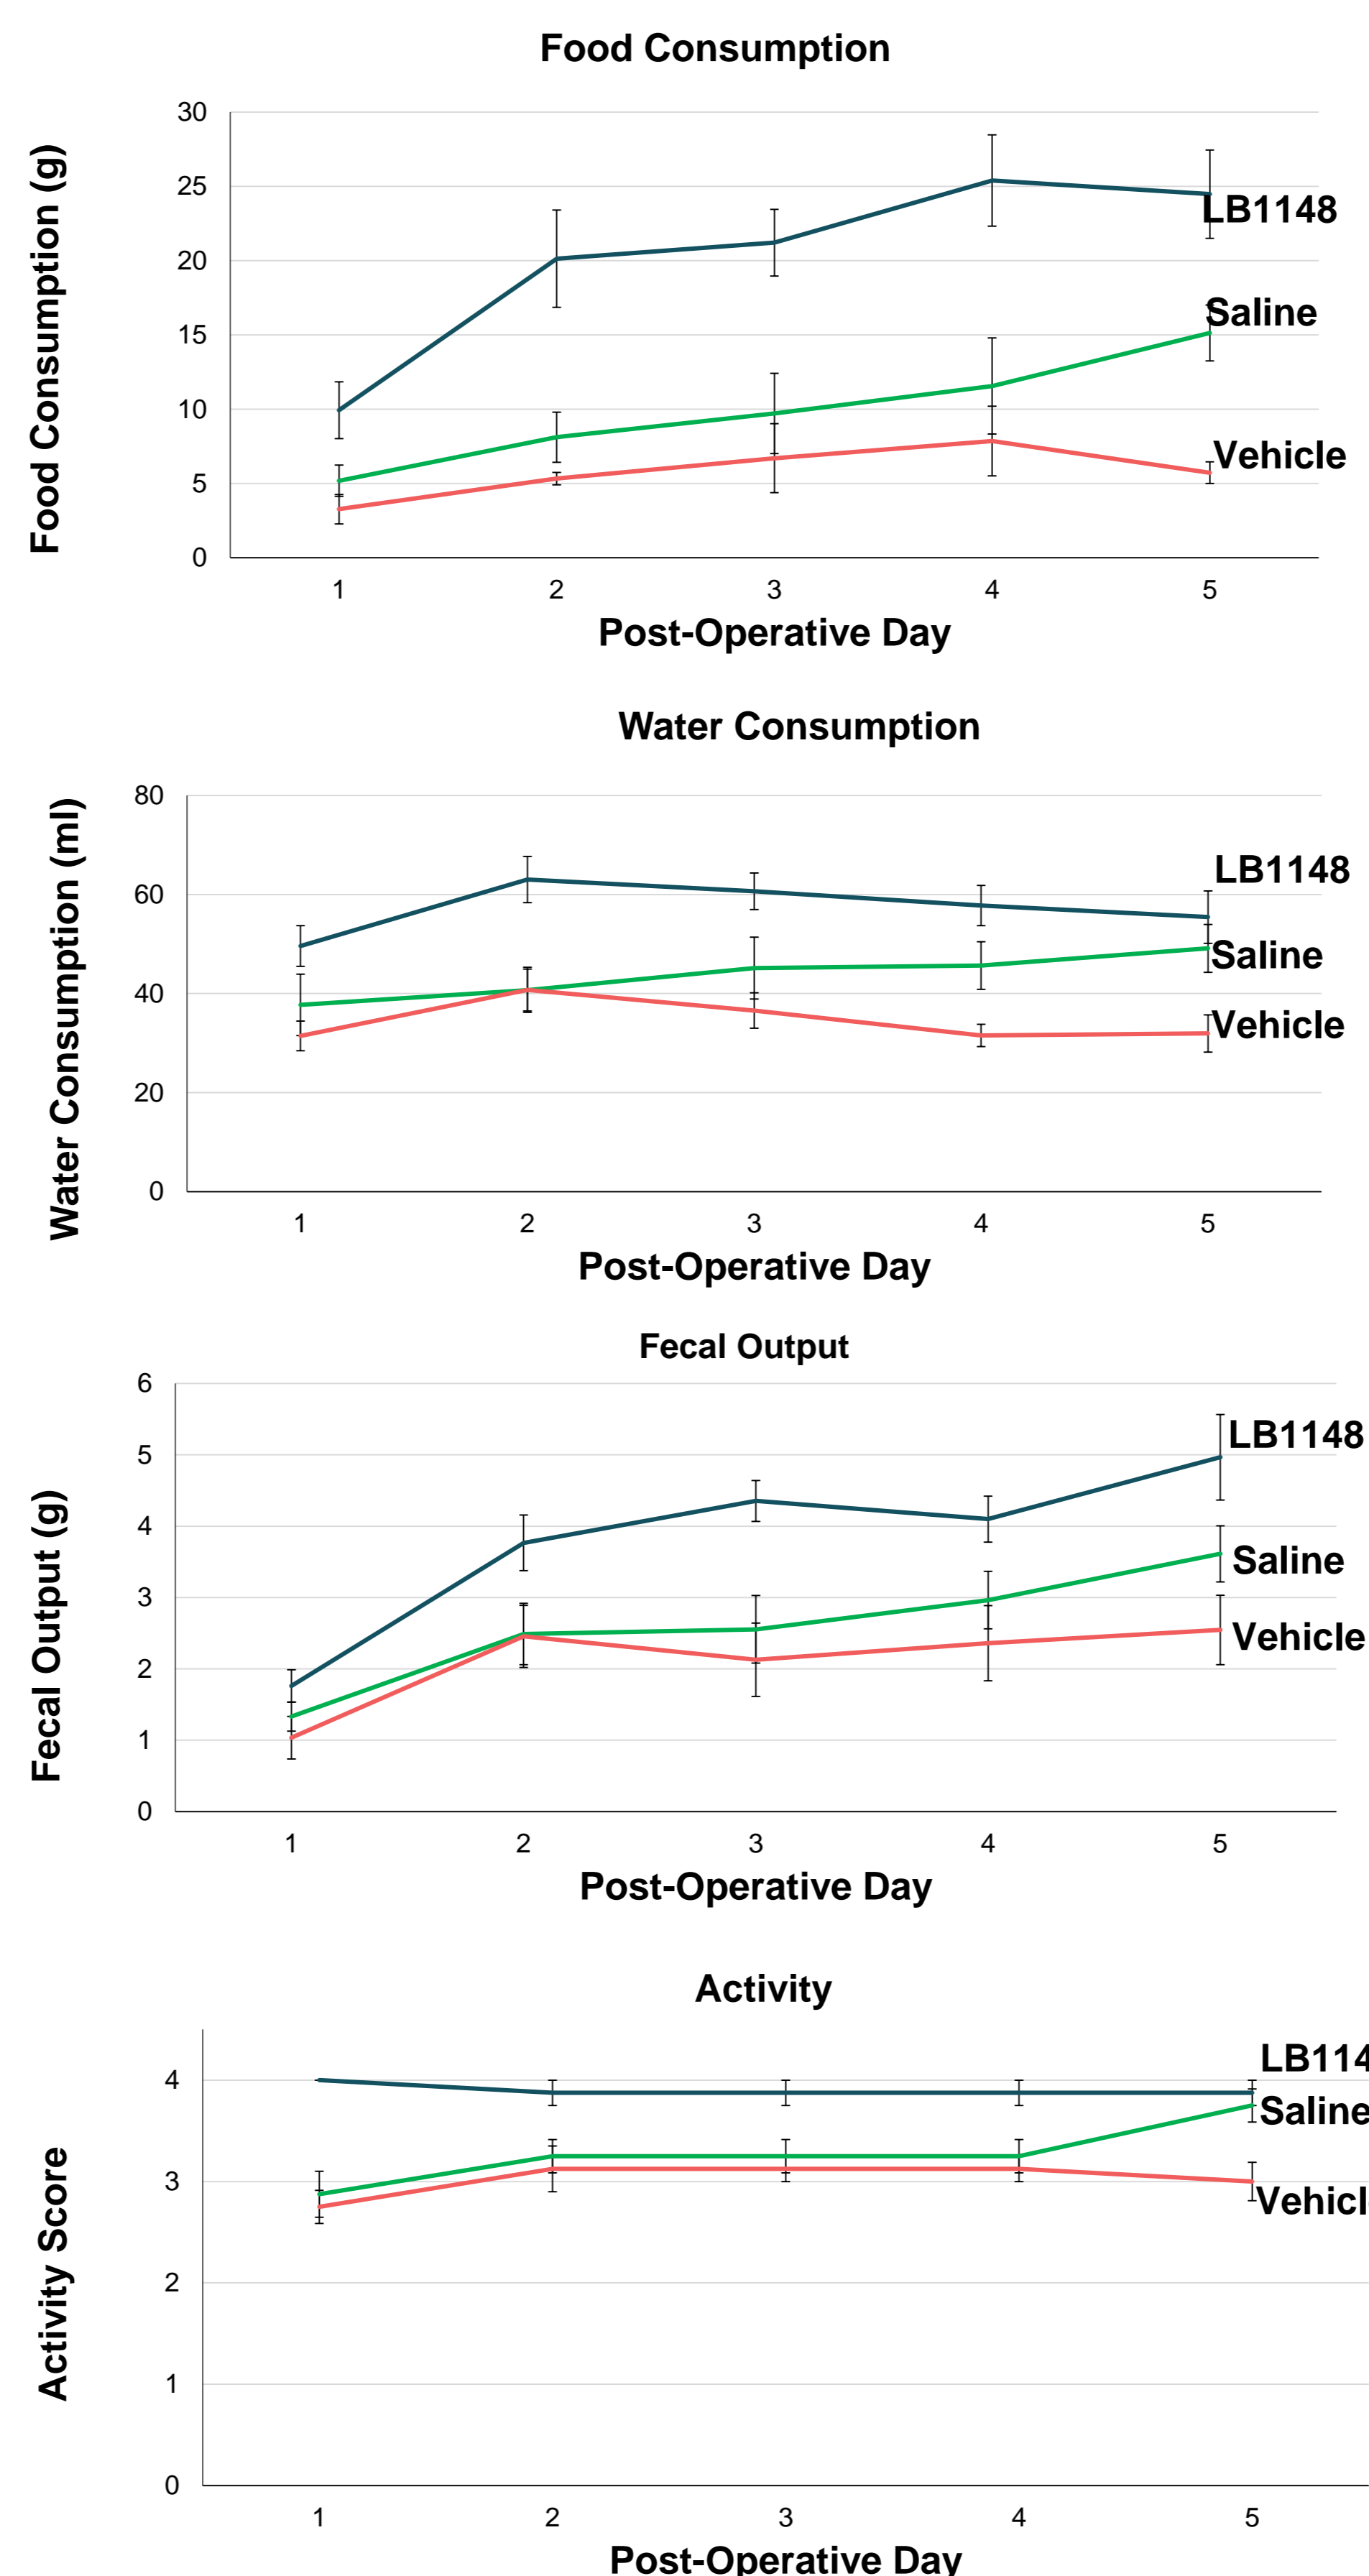 Food Consumption
Food Consumption (g)
30
25
20
15
10
5
0
LB1148
Saline
Vehicle
1 2 3 4 5
Post-Operative Day
Water Consumption
Water Consumption (ml)
80
60
40
20
0
LB1148
Saline
Vehicle
1 2 3 4 5
Post-Operative Day
Fecal Output
Fecal Output (g)
6
5
4
3
2
1
0
LB1148
Saline
Vehicle
1 2 3 4 5
Post-Operative Day
Activity
Activity Score
4
3
2
1
0
LB114
Saline
Vehicl
1 2 3 4 5
Post-Operative Day